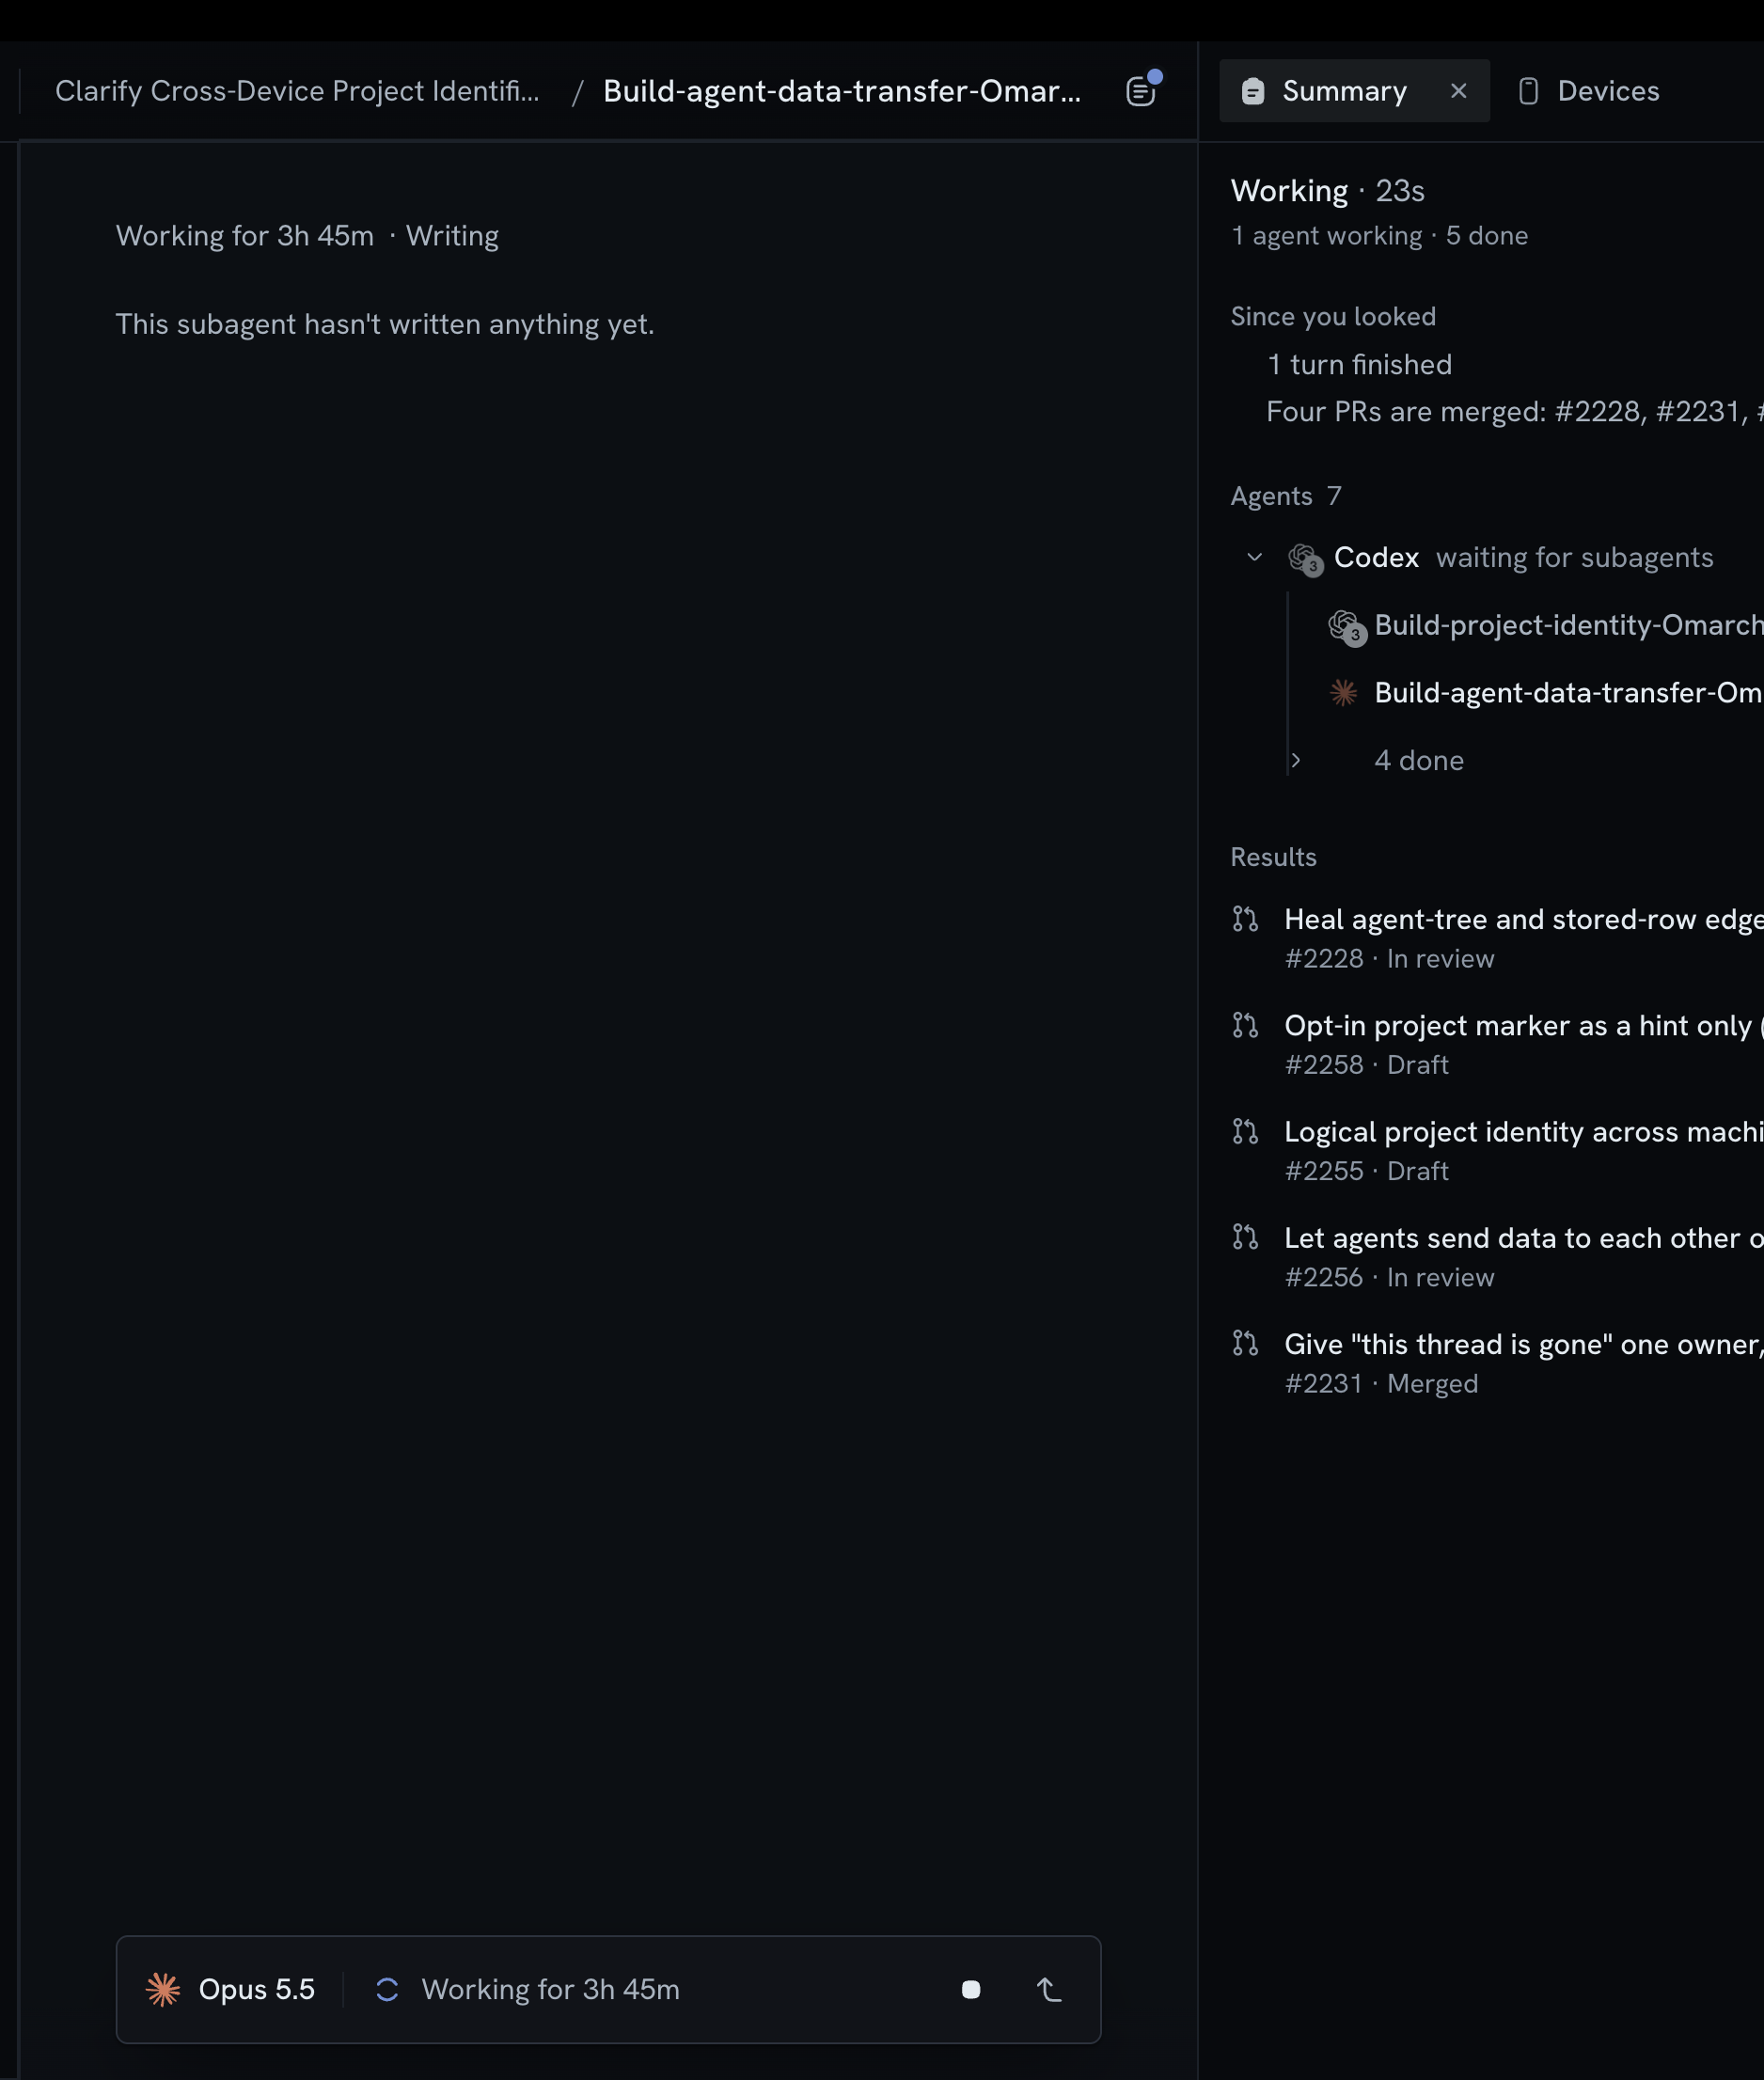 Clarify Cross-Device Project Identifi... / Build-agent-data-transfer-Omar...
Summary
Devices
Working for 3h 45m · Writing
This subagent hasn't written anything yet.
Opus 5.5
Working for 3h 45m
Working · 23s
1 agent working · 5 done
Since you looked
1 turn finished
Four PRs are merged: #2228, #2231, #
Agents 7
3 Codex waiting for subagents
3 Build-project-identity-Omarch
Build-agent-data-transfer-Om
4 done
Results
Heal agent-tree and stored-row edge
#2228 · In review
Opt-in project marker as a hint only (
#2258 · Draft
Logical project identity across machi
#2255 · Draft
Let agents send data to each other o
#2256 · In review
Give "this thread is gone" one owner,
#2231 · Merged